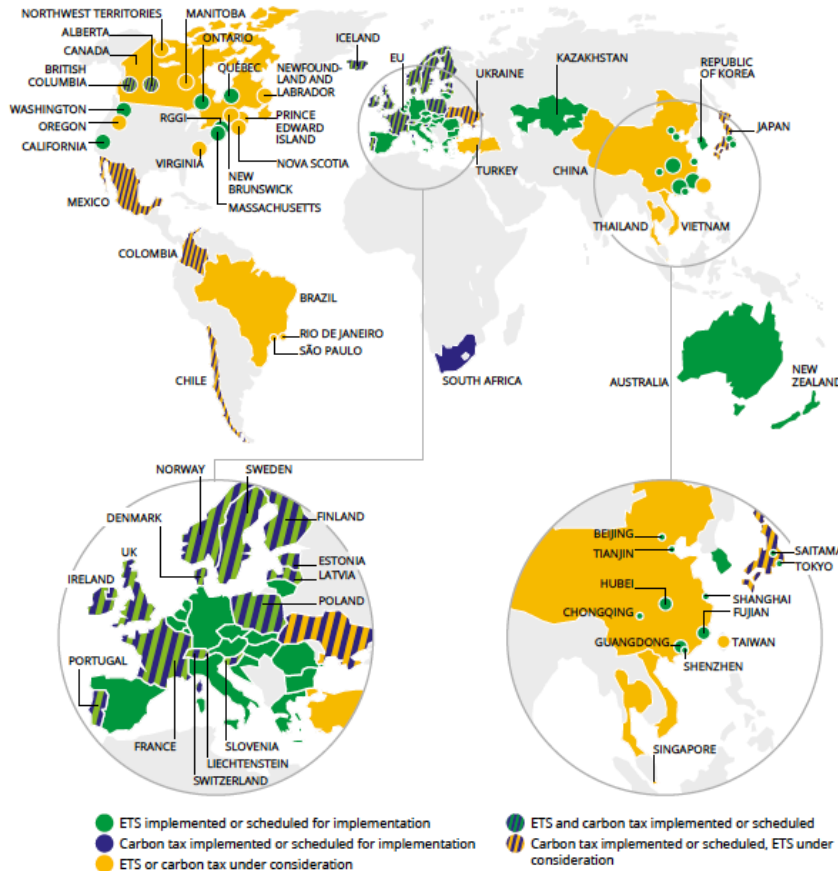 NORTHWEST TERRITORIES
MANITOBA
ALBERTA
ONTARIO
CANADA
BRITISH
COLUMBIA
QUÉBEC
NEWFOUND-
LAND AND
LABRADOR
ICELAND
EU
UKRAINE
KAZAKHSTAN
REPUBLIC
OF KOREA
WASHINGTON
OREGON
RGGI
PRINCE
EDWARD
ISLAND
JAPAN
CALIFORNIA
VIRGINIA
NOVA SCOTIA
NEW
BRUNSWICK
TURKEY
CHINA
MEXICO
MASSACHUSETTS
THAILAND
VIETNAM
COLOMBIA
BRAZIL
RIO DE JANEIRO
SÃO PAULO
CHILE
SOUTH AFRICA
AUSTRALIA
NEW
ZEALAND
NORWAY
SWEDEN
DENMARK
FINLAND
UK
ESTONIA
LATVIA
IRELAND
POLAND
PORTUGAL
FRANCE
SLOVENIA
LIECHTENSTEIN
SWITZERLAND
BEIJING
TIANJIN
SAITAMA
TOKYO
HUBEI
SHANGHAI
FUJIAN
CHONGQING
GUANGDONG
TAIWAN
SHENZHEN
SINGAPORE
ETS implemented or scheduled for implementation
Carbon tax implemented or scheduled for implementation
ETS or carbon tax under consideration
ETS and carbon tax implemented or scheduled
Carbon tax implemented or scheduled, ETS under
consideration